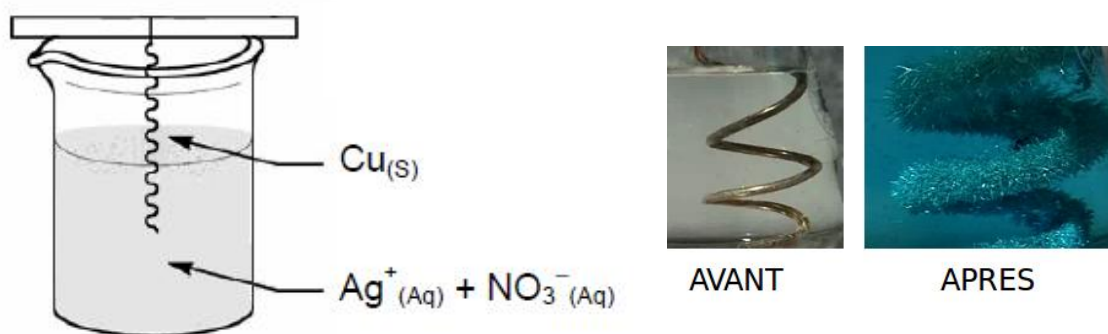 Cu(S)
Ag⁺(Aq) + NO₃⁻(Aq)
AVANT
APRES